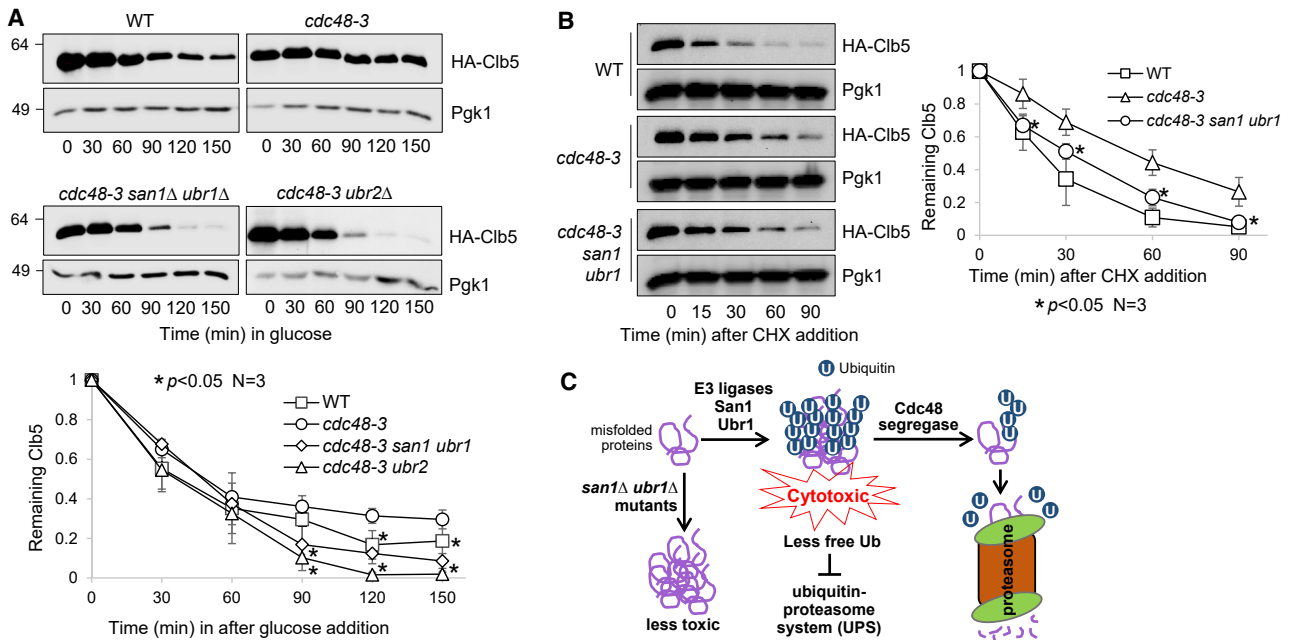 A
WT
cdc48-3
64
HA-Clb5
49
Pgk1
0 30 60 90 120 150 0 30 60 90 120 150
cdc48-3 san1Δ ubr1Δ
cdc48-3 ubr2Δ
64
HA-Clb5
49
Pgk1
0 30 60 90 120 150 0 30 60 90 120 150
Time (min) in glucose
* p<0.05 N=3
WT
cdc48-3
cdc48-3 san1 ubr1
cdc48-3 ubr2
Remaining Clb5
1
0.8
0.6
0.4
0.2
0
* * * * * *
0 30 60 90 120 150
Time (min) in after glucose addition
B
WT
HA-Clb5
Pgk1
cdc48-3
HA-Clb5
Pgk1
cdc48-3
san1
ubr1
HA-Clb5
Pgk1
0 15 30 60 90
Time (min) after CHX addition
WT
cdc48-3
cdc48-3 san1 ubr1
Remaining Clb5
1
0.8
0.6
0.4
0.2
0
* * * *
0 30 60 90
Time (min) after CHX addition
* p<0.05 N=3
C
U Ubiquitin
E3 ligases
San1
Ubr1
Cdc48
segregase
misfolded
proteins
U U U U U U U U U U U U
U U U U
san1Δ ubr1Δ
mutants
Cytotoxic
Less free Ub
ubiquitin-
proteasome
system (UPS)
less toxic
U U U U
proteasome